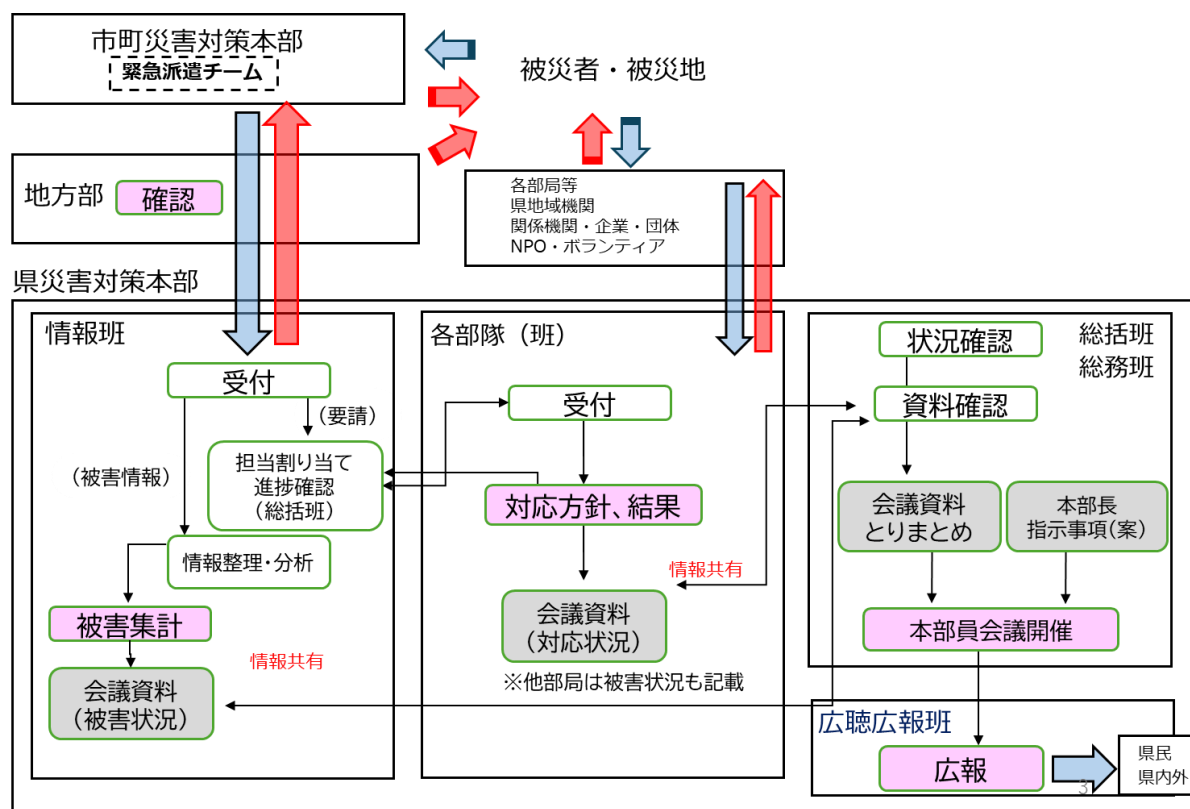 市町災害対策本部
緊急派遣チーム
被災者・被災地
地方部
確認
各部局等
県地域機関
関係機関・企業・団体
NPO・ボランティア
県災害対策本部
情報班
受付
(要請)
(被害情報)
担当割り当て
進捗確認
(総括班)
情報整理・分析
被害集計
情報共有
会議資料
(被害状況)
各部隊（班）
受付
対応方針、結果
情報共有
会議資料
(対応状況)
※他部局は被害状況も記載
総括班
総務班
状況確認
資料確認
会議資料
とりまとめ
本部長
指示事項(案)
本部員会議開催
広聴広報班
広報
3
県民
県内外